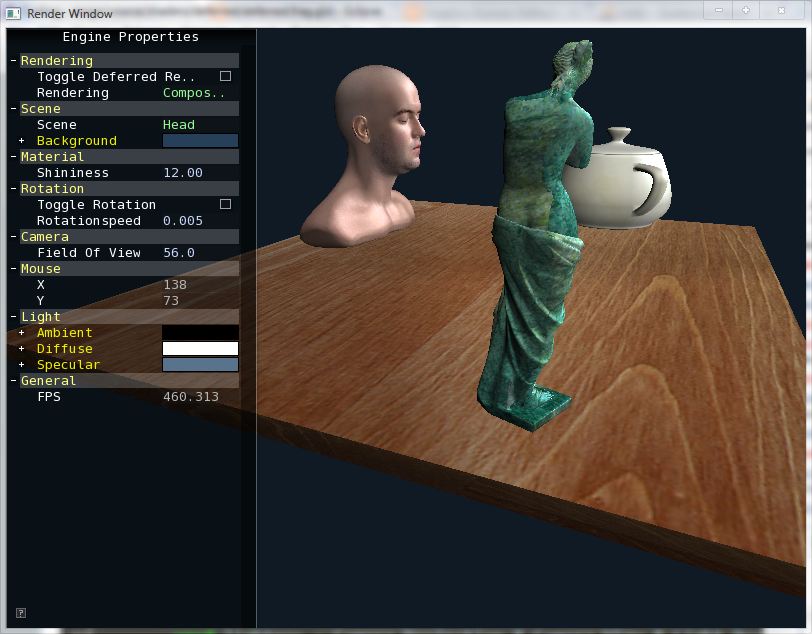 Render Window
Engine Properties
- Rendering
Toggle Deferred Re..
Rendering Compos..
- Scene
Scene Head
+ Background
- Material
Shininess 12.00
- Rotation
Toggle Rotation
Rotationspeed 0.005
- Camera
Field Of View 56.0
- Mouse
X 138
Y 73
- Light
+ Ambient
+ Diffuse
+ Specular
- General
FPS 460.313
?